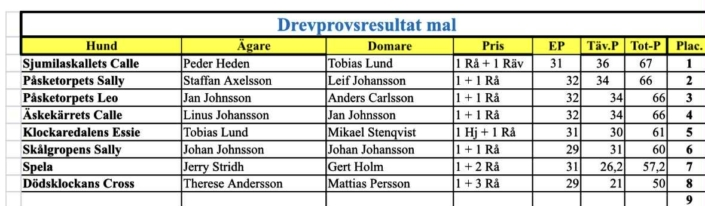 Drevprovsresultat mal
Hund Ägare Domare Pris EP Täv.P Tot-P Plac.
Sjumilaskallets Calle Peder Heden Tobias Lund 1 Rå + 1 Räv 31 36 67 1
Påsketorpets Sally Staffan Axelsson Leif Johansson 1 + 1 Rå 32 34 66 2
Påsketorpets Leo Jan Johnsson Anders Carlsson 1 + 1 Rå 32 34 66 3
Äskekärrets Calle Linus Johansson Jan Johnsson 1 + 1 Rå 32 34 66 4
Klockaredalens Essie Tobias Lund Mikael Stenqvist 1 Hj + 1 Rå 31 30 61 5
Skålgropens Sally Johan Johnsson Johan Johansson 1 + 1 Rå 29 31 60 6
Spela Jerry Stridh Gert Holm 1 + 2 Rå 31 26,2 57,2 7
Dödsklockans Cross Therese Andersson Mattias Persson 1 + 3 Rå 29 21 50 8
9